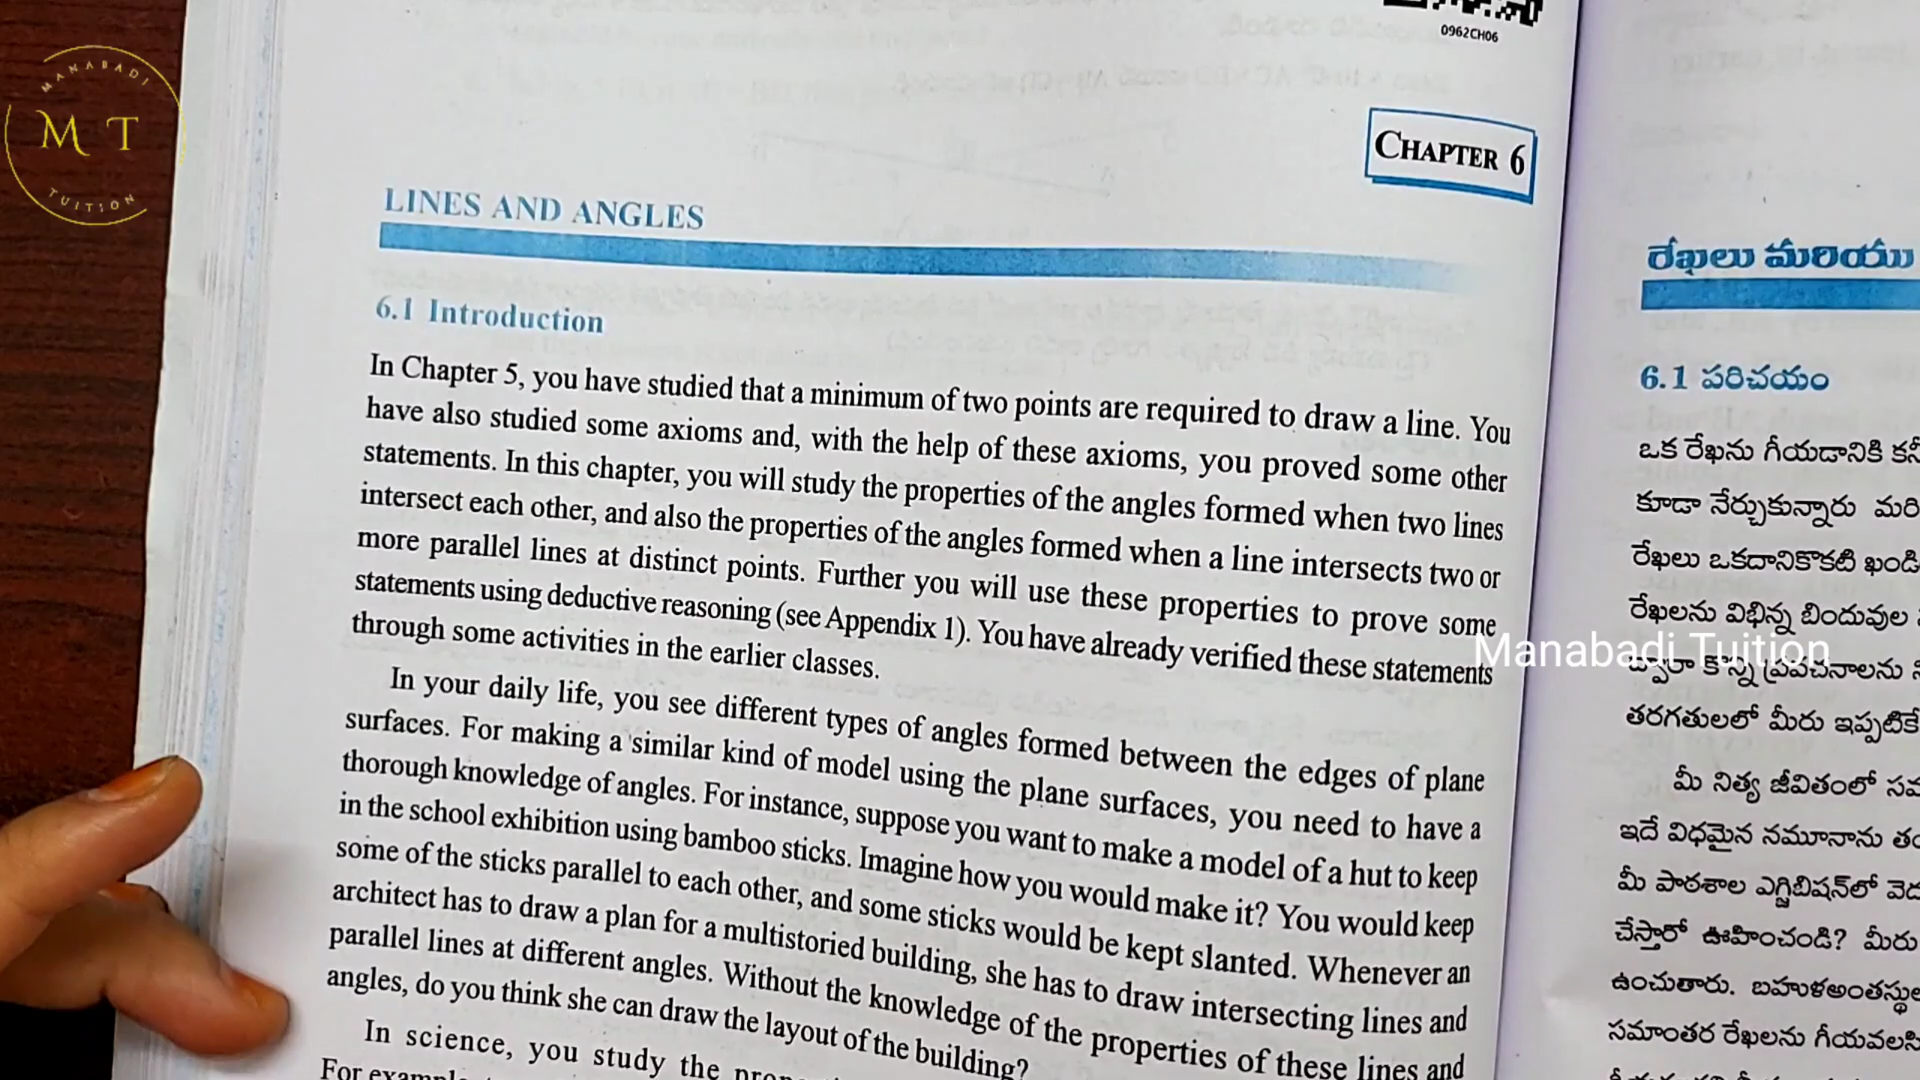 MANABADI
M T
TUITION
0962CH06
CHAPTER 6
LINES AND ANGLES
6.1 Introduction
In Chapter 5, you have studied that a minimum of two points are required to draw a line. You
have also studied some axioms and, with the help of these axioms, you proved some other
statements. In this chapter, you will study the properties of the angles formed when two lines
intersect each other, and also the properties of the angles formed when a line intersects two or
more parallel lines at distinct points. Further you will use these properties to prove some
statements using deductive reasoning (see Appendix 1). You have already verified these statements
through some activities in the earlier classes.
In your daily life, you see different types of angles formed between the edges of plane
surfaces. For making a similar kind of model using the plane surfaces, you need to have a
thorough knowledge of angles. For instance, suppose you want to make a model of a hut to keep
in the school exhibition using bamboo sticks. Imagine how you would make it? You would keep
some of the sticks parallel to each other, and some sticks would be kept slanted. Whenever an
architect has to draw a plan for a multistoried building, she has to draw intersecting lines and
parallel lines at different angles. Without the knowledge of the properties of these lines and
angles, do you think she can draw the layout of the building?
In science, you study the
For
రేఖలు మరియు
6.1 పరిచయం
ఒక రేఖను గీయడానికి
కూడా నేర్చుకున్నారు మరి
రేఖలు ఒకదానికొకటి ఖండి
రేఖలను విభిన్న బిందువుల
Manabadi Tuition
ద్వారా కొన్ని ప్రవచనాలను
తరగతులలో మీరు ఇప్పటికే
మీ నిత్య జీవితంలో
ఇదే విధమైన నమూనాను
మీ పాఠశాల ఎగ్జిబిషన్‌లో
చేస్తారో ఊహించండి? మీరు
ఉంచుతారు. బహుళఅంతస్థుల
సమాంతర రేఖలను